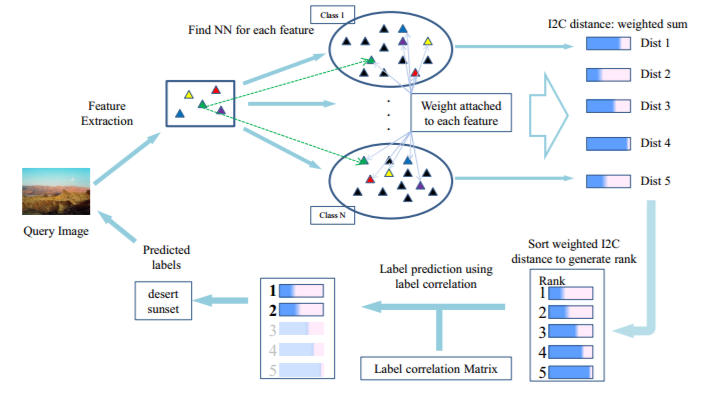 Class 1
Find NN for each feature
I2C distance: weighted sum
Dist 1
Dist 2
Dist 3
Dist 4
Dist 5
Feature
Extraction
Weight attached
to each feature
Class N
Query Image
Predicted
labels
desert
sunset
1
2
3
4
5
Label prediction using
label correlation
Label correlation Matrix
Sort weighted I2C
distance to generate rank
Rank
1
2
3
4
5